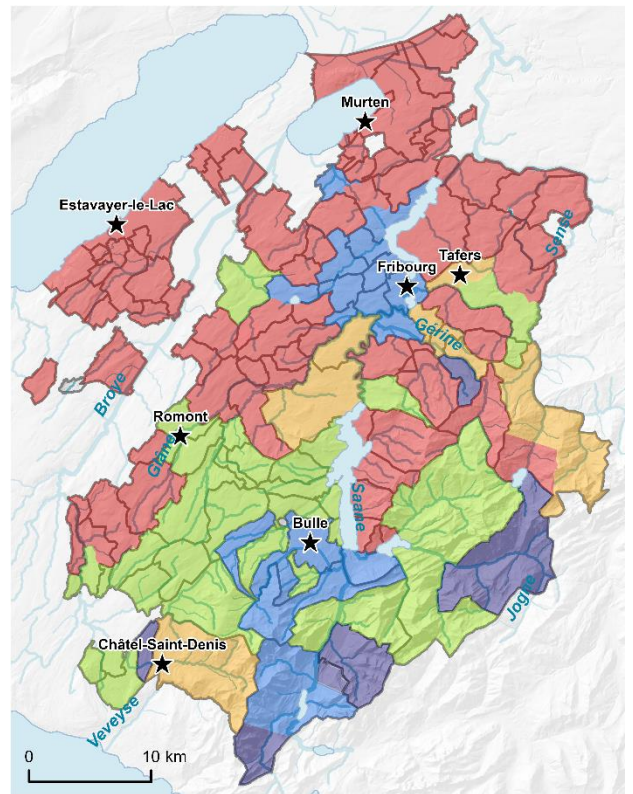 Murten
Estavayer-le-Lac
Sense
Tafers
Fribourg
Gérine
Broye
Romont
Glâne
Saane
Bulle
Jogne
Châtel-Saint-Denis
Veveyse
0 10 km